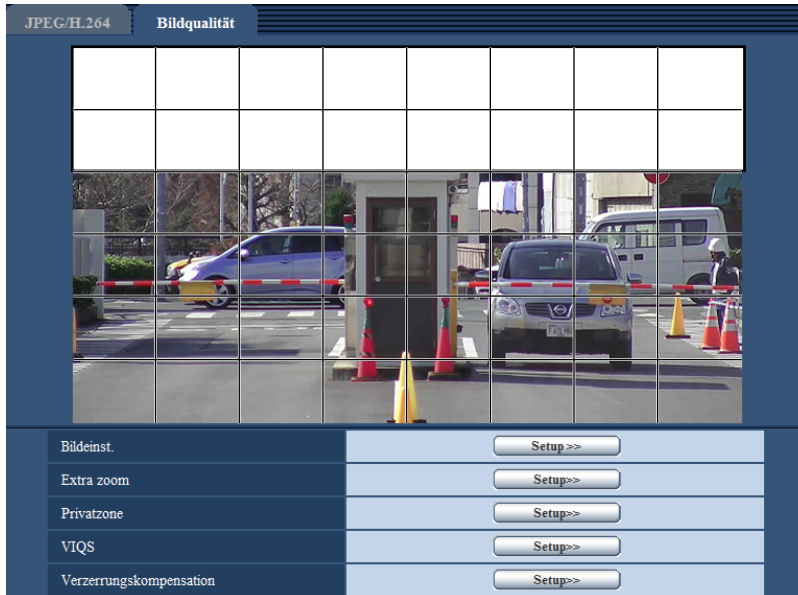 JPEG/H.264 Bildqualität
Bildeinst. Setup >>
Extra zoom Setup>>
Privatzone Setup>>
VIQS Setup>>
Verzerrungskompensation Setup>>